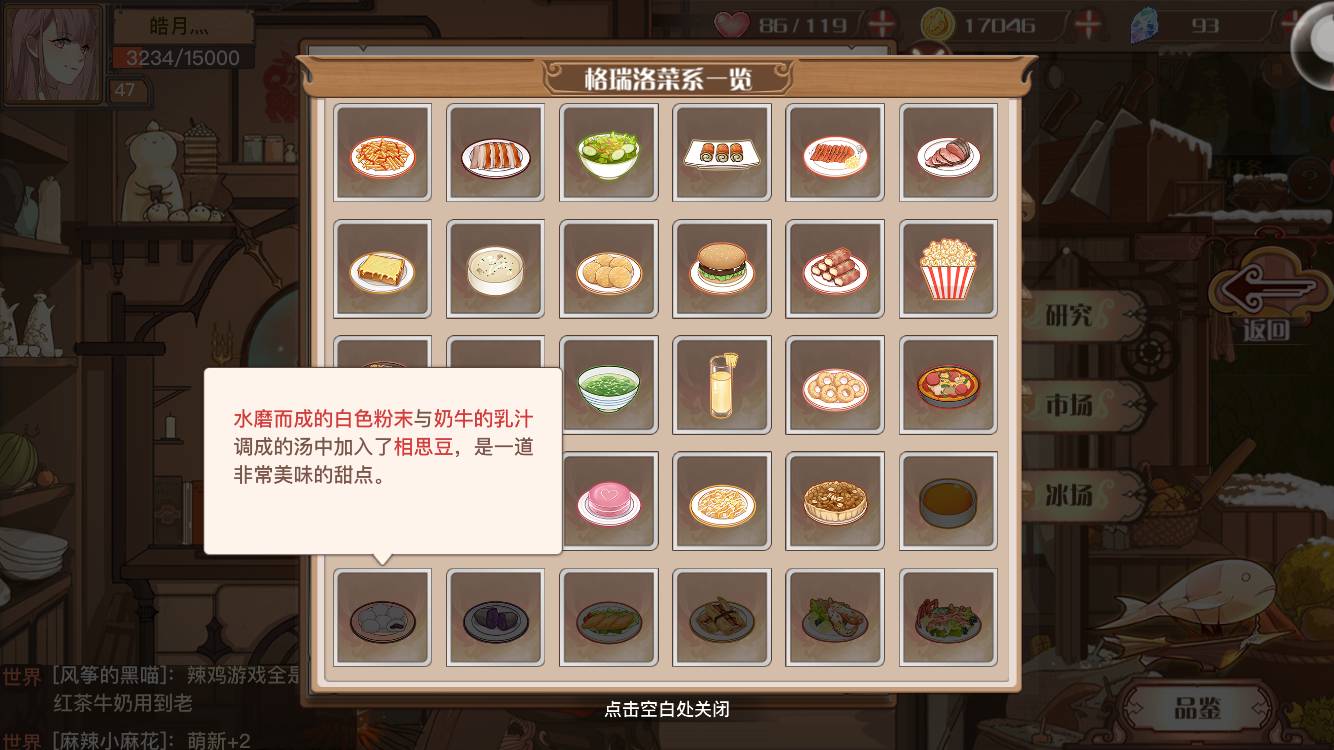 皓月灬
86/119
17046
93
3234/15000
47
格瑞洛菜系一览
研究
返回
市场
水磨而成的白色粉末与奶牛的乳汁
调成的汤中加入了相思豆，是一道
非常美味的甜点。
冰场
世界 [风筝的黑喵]：辣鸡游戏全是
红茶牛奶用到老
点击空白处关闭
品鉴
世界 [麻辣小麻花]：萌新+2